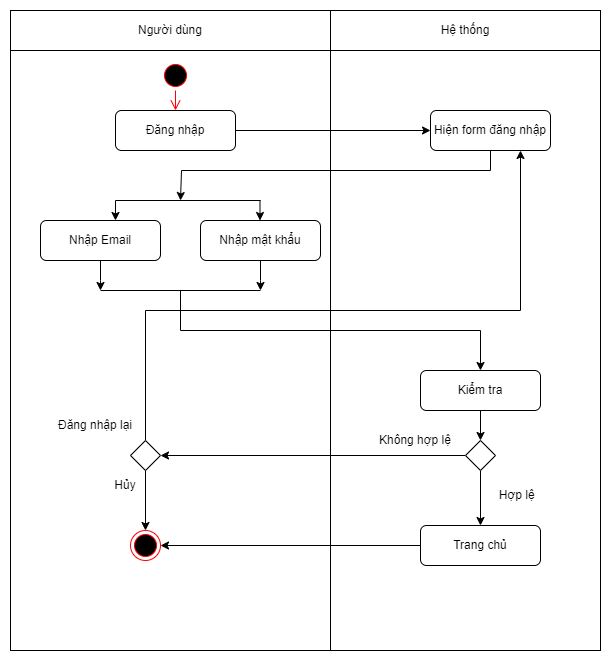 Người dùng
Hệ thống
Đăng nhập
Hiện form đăng nhập
Nhập Email
Nhập mật khẩu
Kiểm tra
Đăng nhập lại
Không hợp lệ
Hủy
Hợp lệ
Trang chủ